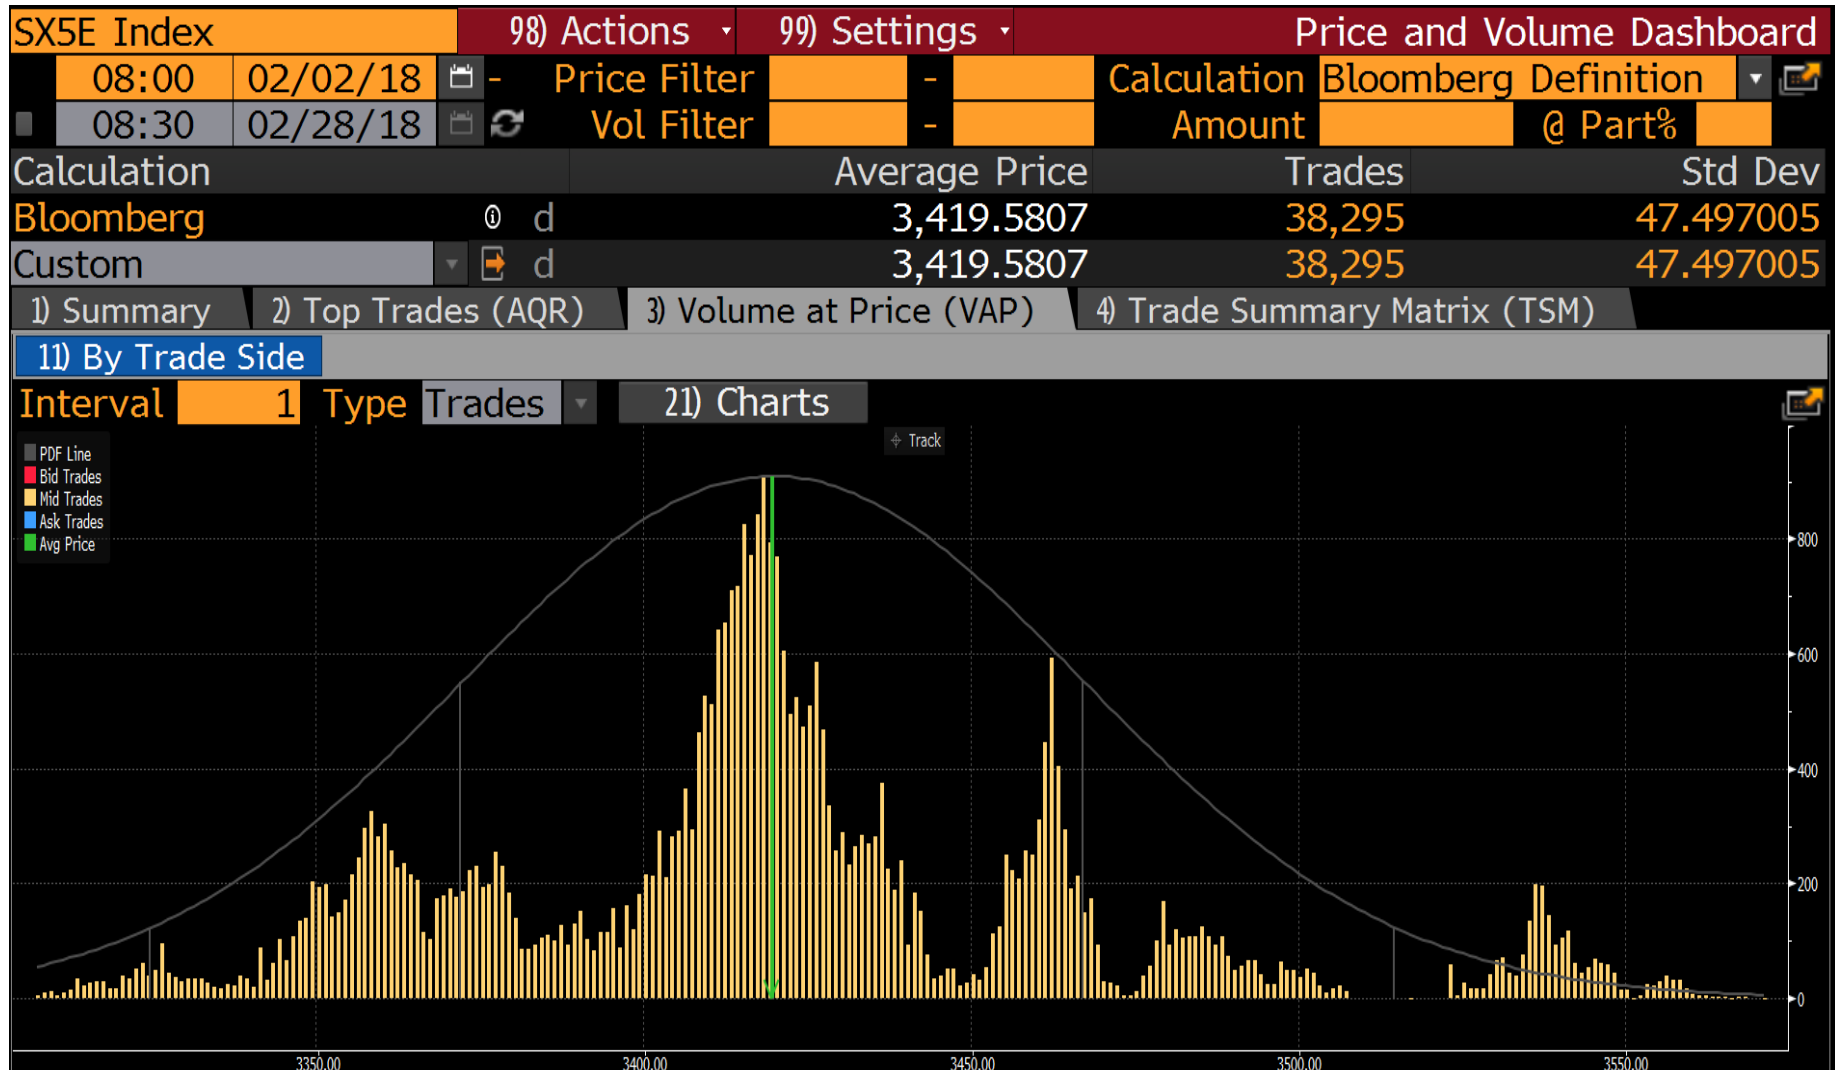 SX5E Index 98) Actions 99) Settings Price and Volume Dashboard
08:00 02/02/18 - Price Filter - Calculation Bloomberg Definition
08:30 02/28/18 Vol Filter - Amount @ Part%
Calculation Average Price Trades Std Dev
Bloomberg d 3,419.5807 38,295 47.497005
Custom d 3,419.5807 38,295 47.497005
1) Summary 2) Top Trades (AQR) 3) Volume at Price (VAP) 4) Trade Summary Matrix (TSM)
11) By Trade Side
Interval 1 Type Trades 21) Charts
Track
PDF Line
Bid Trades
Mid Trades
Ask Trades
Avg Price
800
600
400
200
0
3350.00 3400.00 3450.00 3500.00 3550.00